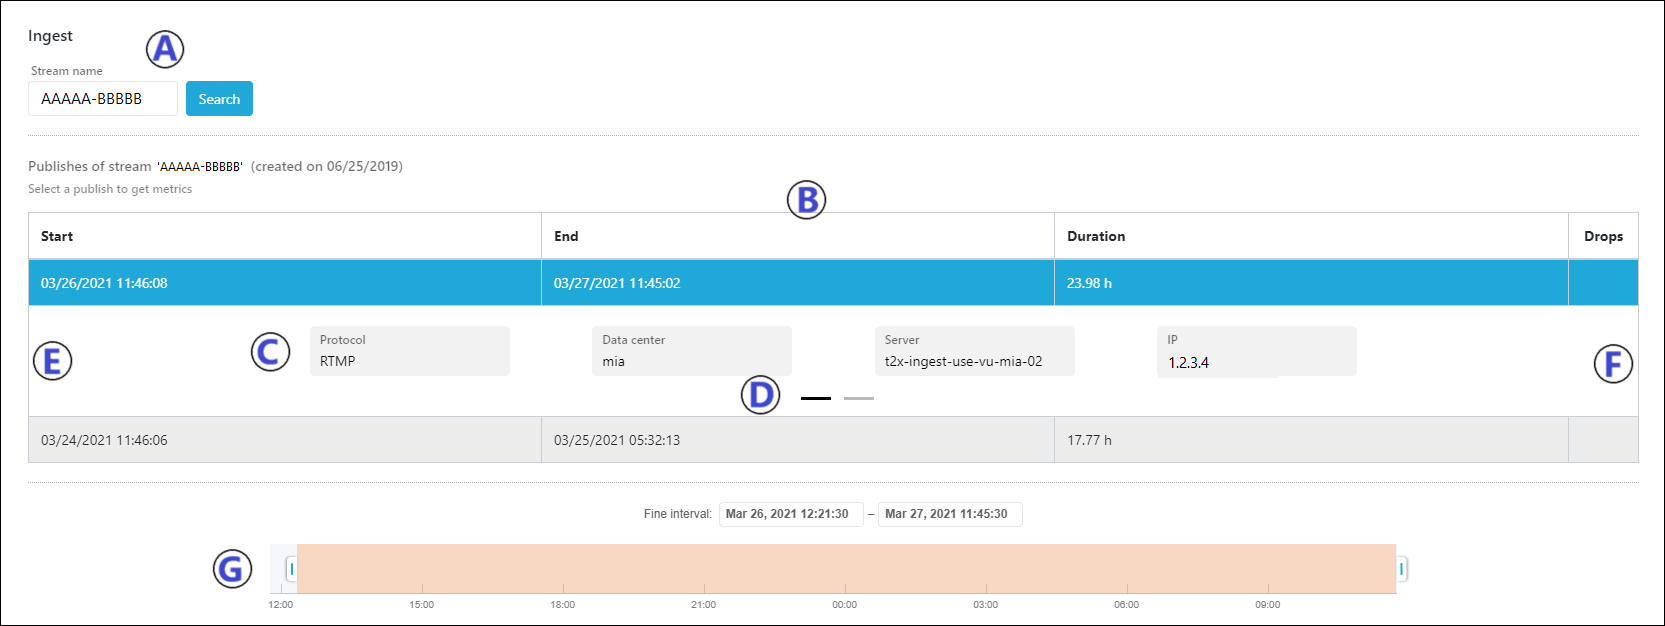 Ingest
A
Stream name
AAAAA-BBBBB Search
Publishes of stream 'AAAAA-BBBBB' (created on 06/25/2019)
Select a publish to get metrics
B
Start End Duration Drops
03/26/2021 11:46:08 03/27/2021 11:45:02 23.98 h
E C Protocol Data center Server IP F
RTMP mia t2x-ingest-use-vu-mia-02 1.2.3.4
D
03/24/2021 11:46:06 03/25/2021 05:32:13 17.77 h
Fine interval: Mar 26, 2021 12:21:30 – Mar 27, 2021 11:45:30
G
12:00 15:00 18:00 21:00 00:00 03:00 06:00 09:00